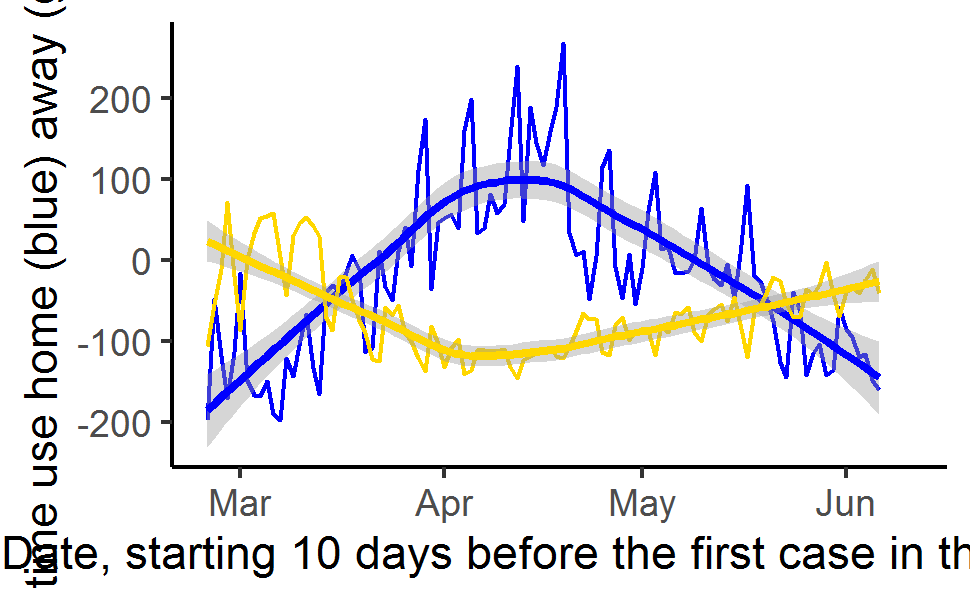 time use home (blue) away (
200
100
0
-100
-200
Mar Apr May Jun
Date, starting 10 days before the first case in th